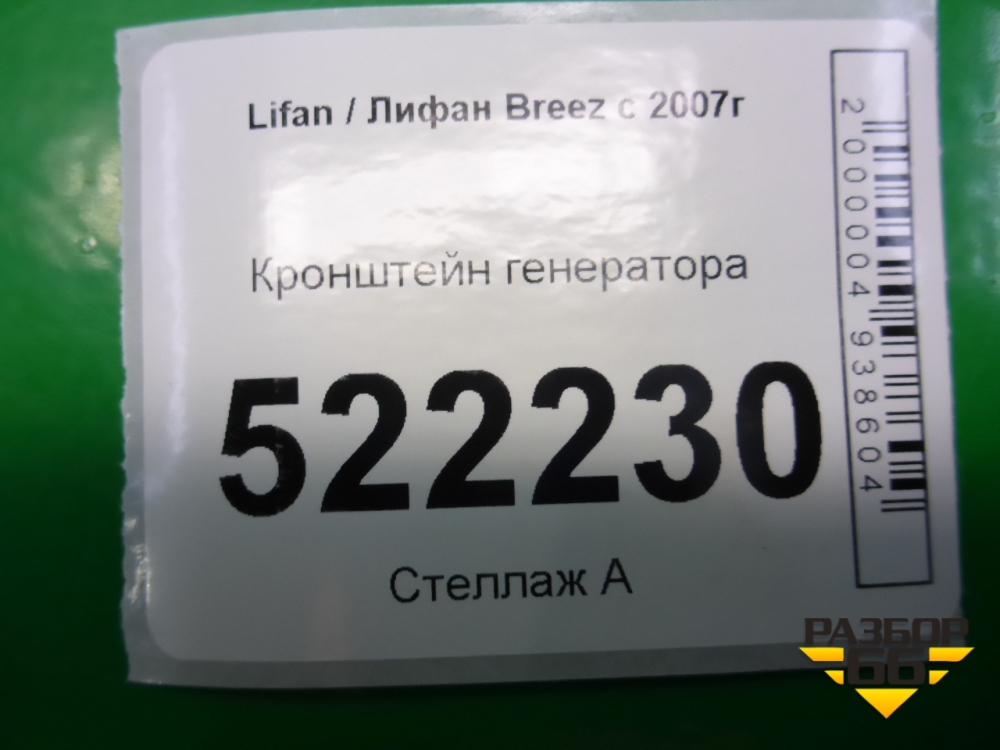 Lifan / Лифан Breez с 2007г
Кронштейн генератора
522230
Стеллаж А
2000004938604
РАЗБОР
66